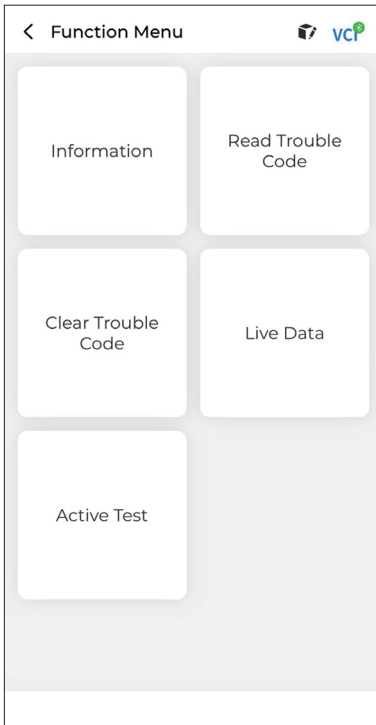 Function Menu
VCI
Information
Read Trouble
Code
Clear Trouble
Code
Live Data
Active Test